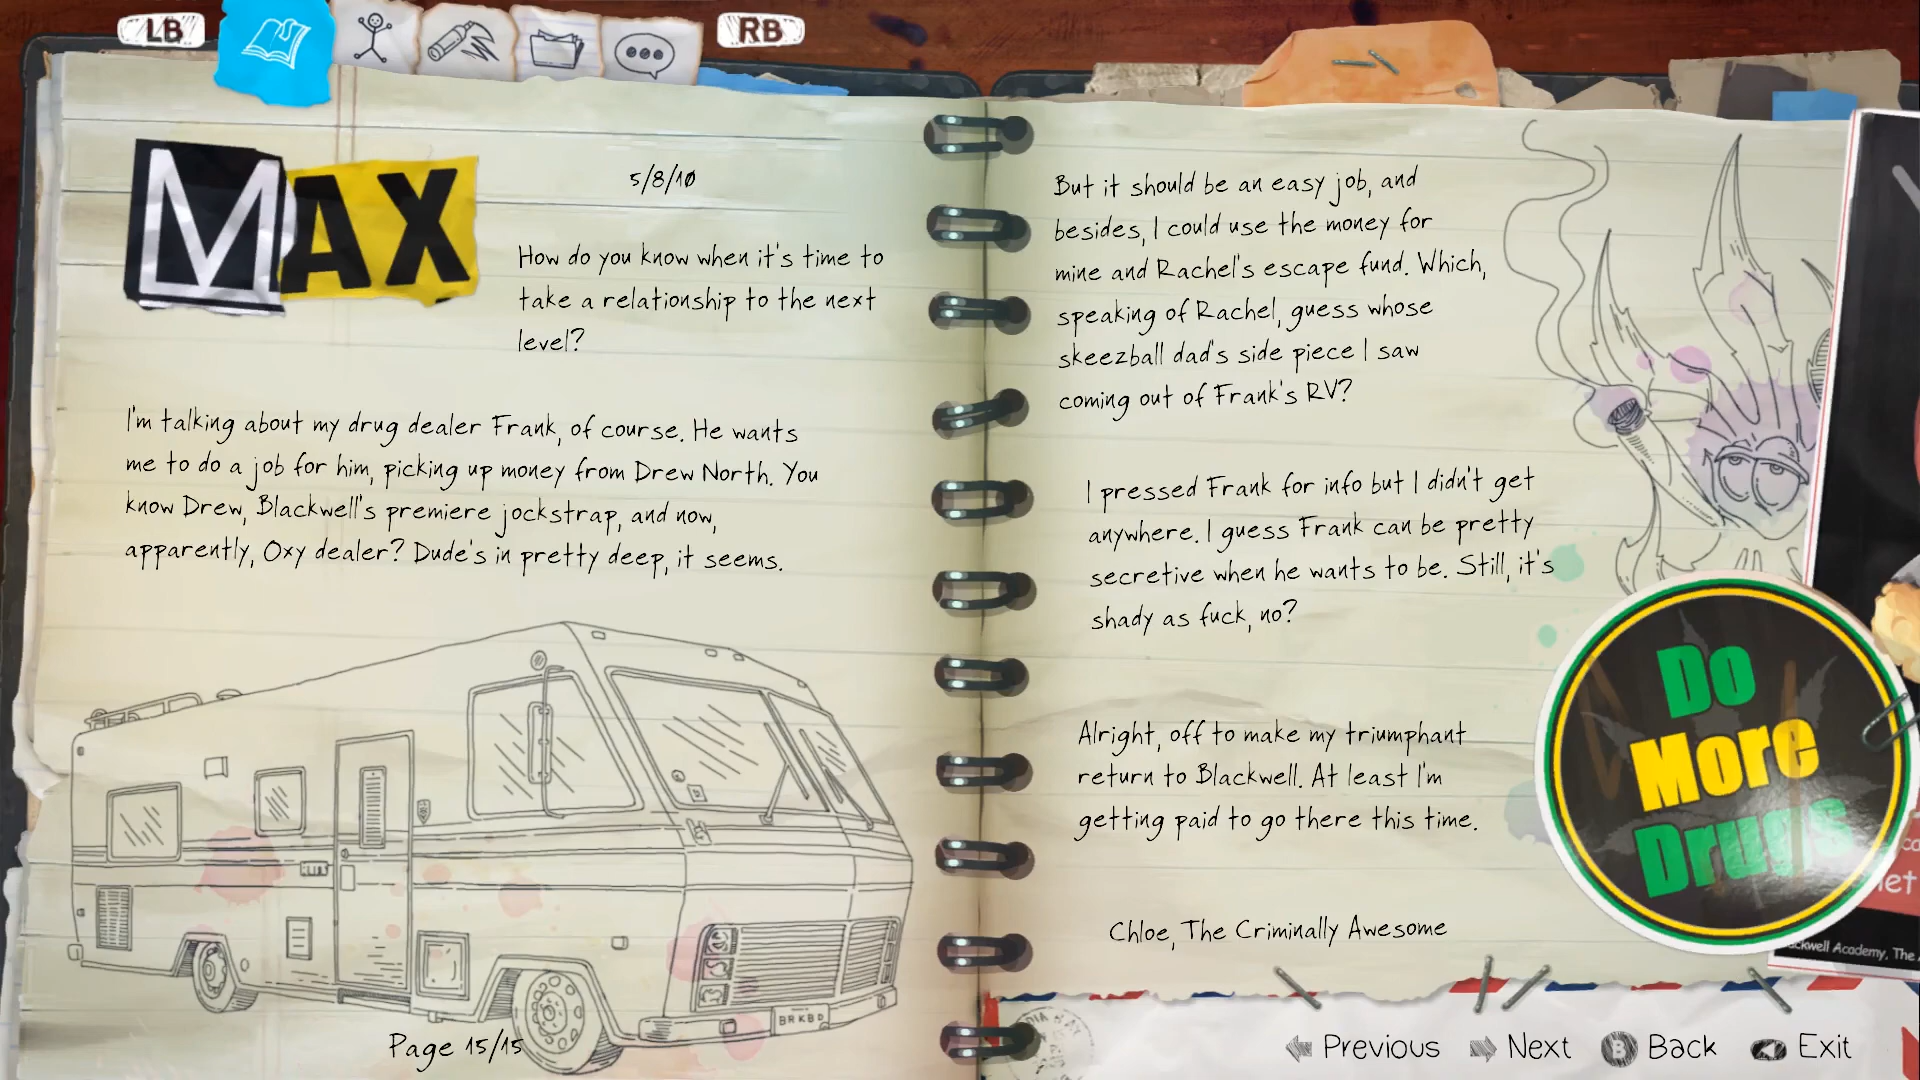 LB
RB
MAX
5/8/10
How do you know when it's time to
take a relationship to the next
level?
I'm talking about my drug dealer Frank, of course. He wants
me to do a job for him, picking up money from Drew North. You
know Drew, Blackwell's premiere jockstrap, and now,
apparently, Oxy dealer? Dude's in pretty deep, it seems.
BRKBD
Page 15/15
But it should be an easy job, and
besides, I could use the money for
mine and Rachel's escape fund. Which,
speaking of Rachel, guess whose
skeezball dad's side piece I saw
coming out of Frank's RV?
I pressed Frank for info but I didn't get
anywhere. I guess Frank can be pretty
secretive when he wants to be. Still, it's
shady as fuck, no?
Alright, off to make my triumphant
return to Blackwell. At least I'm
getting paid to go there this time.
Chloe, The Criminally Awesome
Do
More
Drugs
ckwell Academy, The
Previous
Next
B
Back
Exit